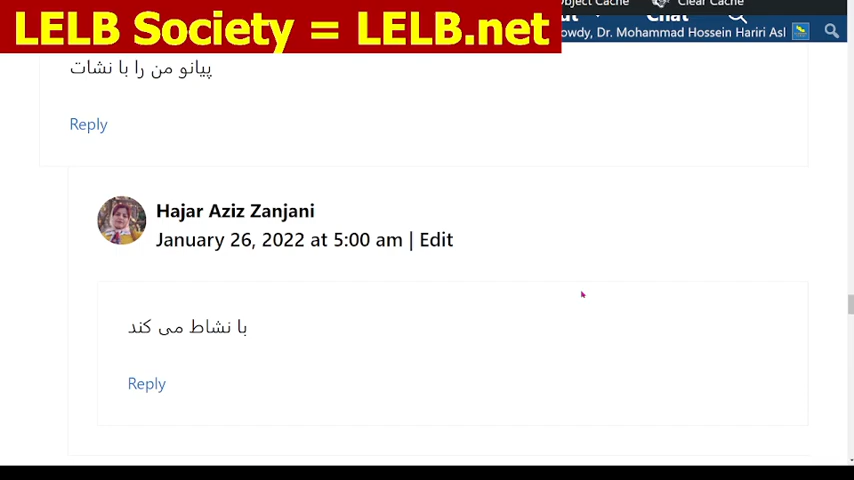 LELB Society = LELB.net
bject Cache Clear Cache
Chat
owdy, Dr. Mohammad Hossein Hariri Asl
پیانو من را با نشات
Reply
Hajar Aziz Zanjani
January 26, 2022 at 5:00 am | Edit
با نشاط می کند
Reply